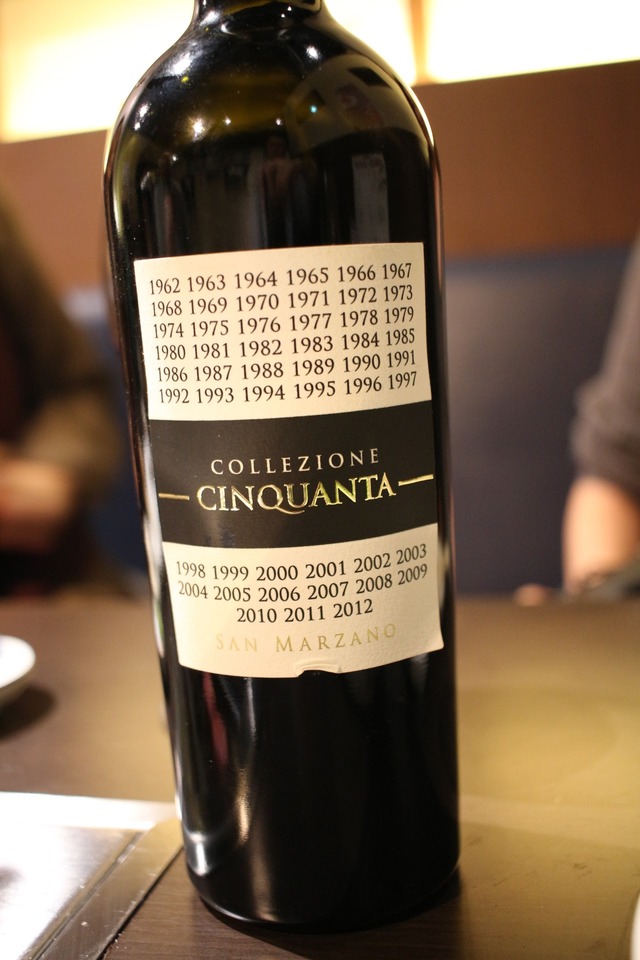 1962 1963 1964 1965 1966 1967
1968 1969 1970 1971 1972 1973
1974 1975 1976 1977 1978 1979
1980 1981 1982 1983 1984 1985
1986 1987 1988 1989 1990 1991
1992 1993 1994 1995 1996 1997
COLLEZIONE
CINQUANTA
1998 1999 2000 2001 2002 2003
2004 2005 2006 2007 2008 2009
2010 2011 2012
SAN MARZANO